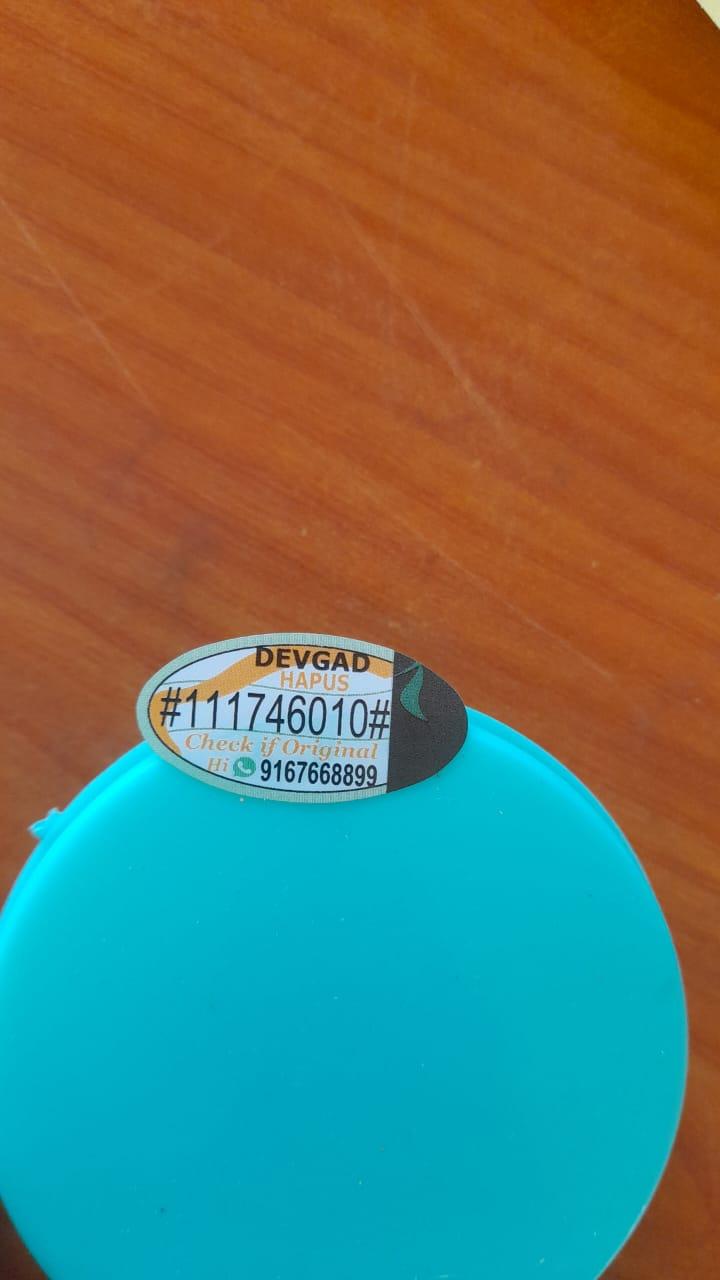 DEVGAD
HAPUS
#111746010#
Check if Original
Hi 9167668899